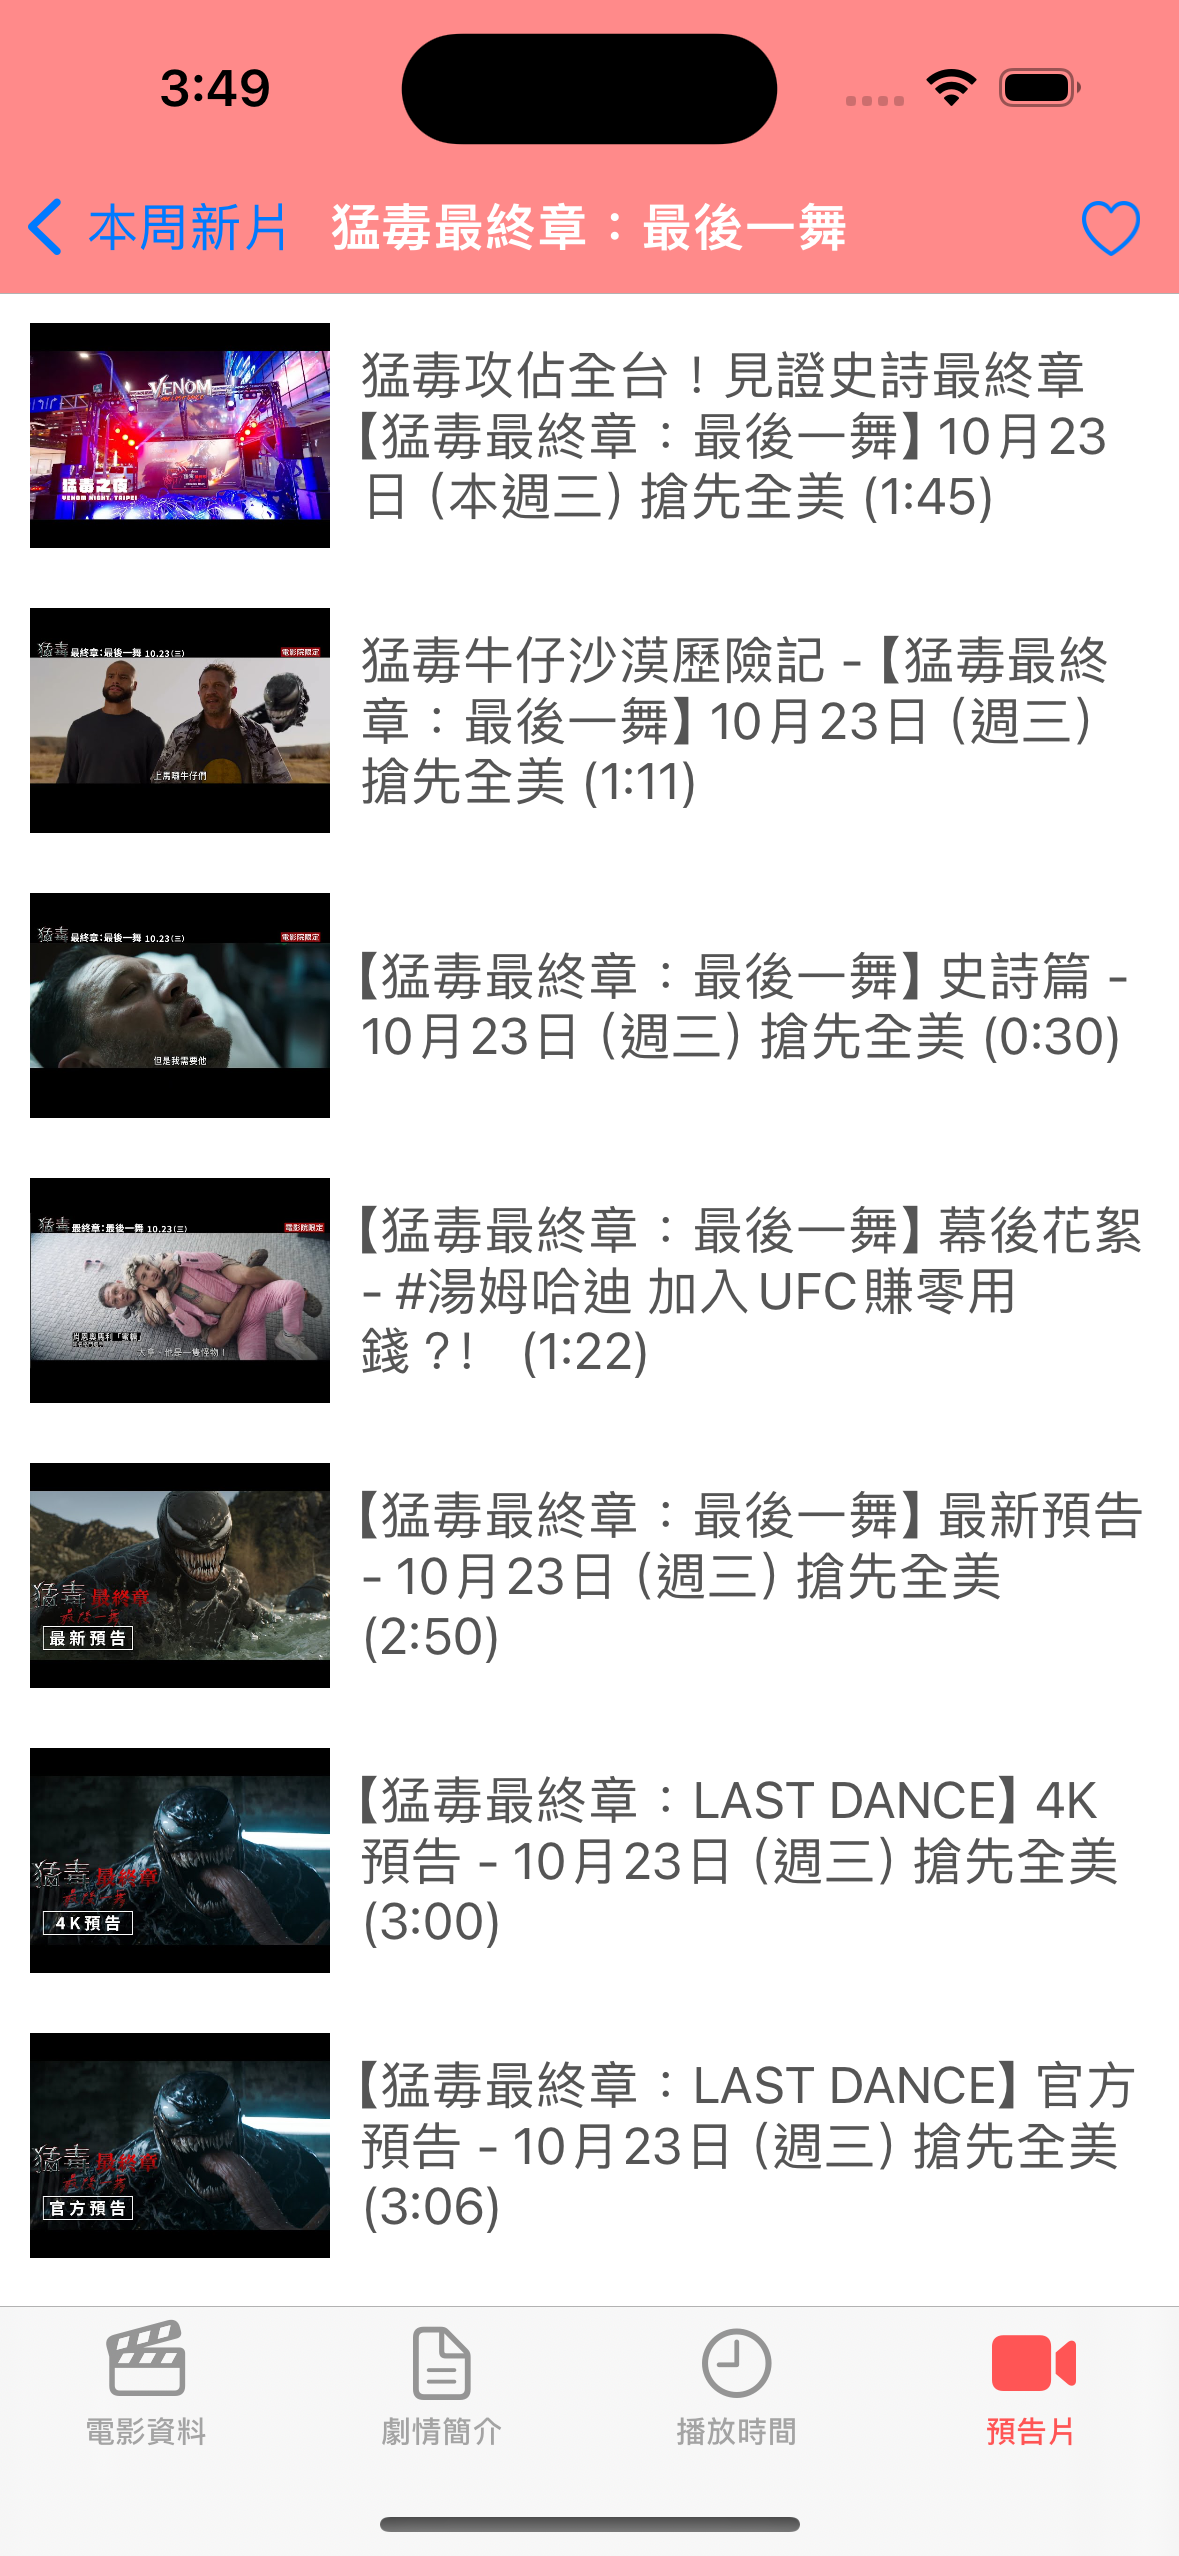 3:49
本周新片
猛毒最終章：最後一舞
VENOM
猛毒之夜
VENOM NIGHT, TAIPEI
猛毒攻佔全台！見證史詩最終章
【猛毒最終章：最後一舞】10月23
日（本週三）搶先全美 (1:45)
猛毒 最終章:最後一舞 10.23(三)
電影院限定
上馬囉牛仔們
猛毒牛仔沙漠歷險記 -【猛毒最終
章：最後一舞】10月23日（週三）
搶先全美 (1:11)
猛毒 最終章:最後一舞 10.23(三)
電影院限定
但是我需要他
【猛毒最終章：最後一舞】史詩篇 -
10月23日（週三）搶先全美 (0:30)
猛毒 最終章:最後一舞 10.23(三)
電影院限定
大亨、他是一隻怪物！
【猛毒最終章：最後一舞】幕後花絮
- #湯姆哈迪 加入UFC賺零用
錢？！ (1:22)
猛毒 最終章
最後一舞
最新預告
【猛毒最終章：最後一舞】最新預告
- 10月23日（週三）搶先全美
(2:50)
猛毒 最終章
最後一舞
4K預告
【猛毒最終章：LAST DANCE】4K
預告 - 10月23日（週三）搶先全美
(3:00)
猛毒 最終章
最後一舞
官方預告
【猛毒最終章：LAST DANCE】官方
預告 - 10月23日（週三）搶先全美
(3:06)
電影資料
劇情簡介
播放時間
預告片